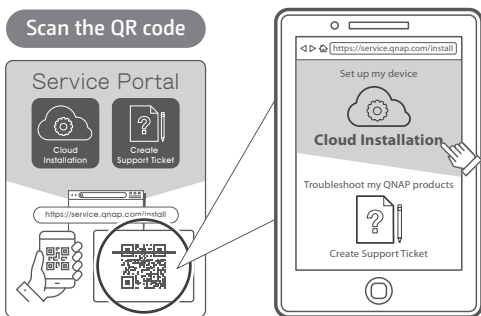 Scan the QR code
Service Portal
Cloud
Installation
Create
Support Ticket
https://service.qnap.com/install
https://service.qnap.com/install
Set up my device
Cloud Installation
Troubleshoot my QNAP products
Create Support Ticket